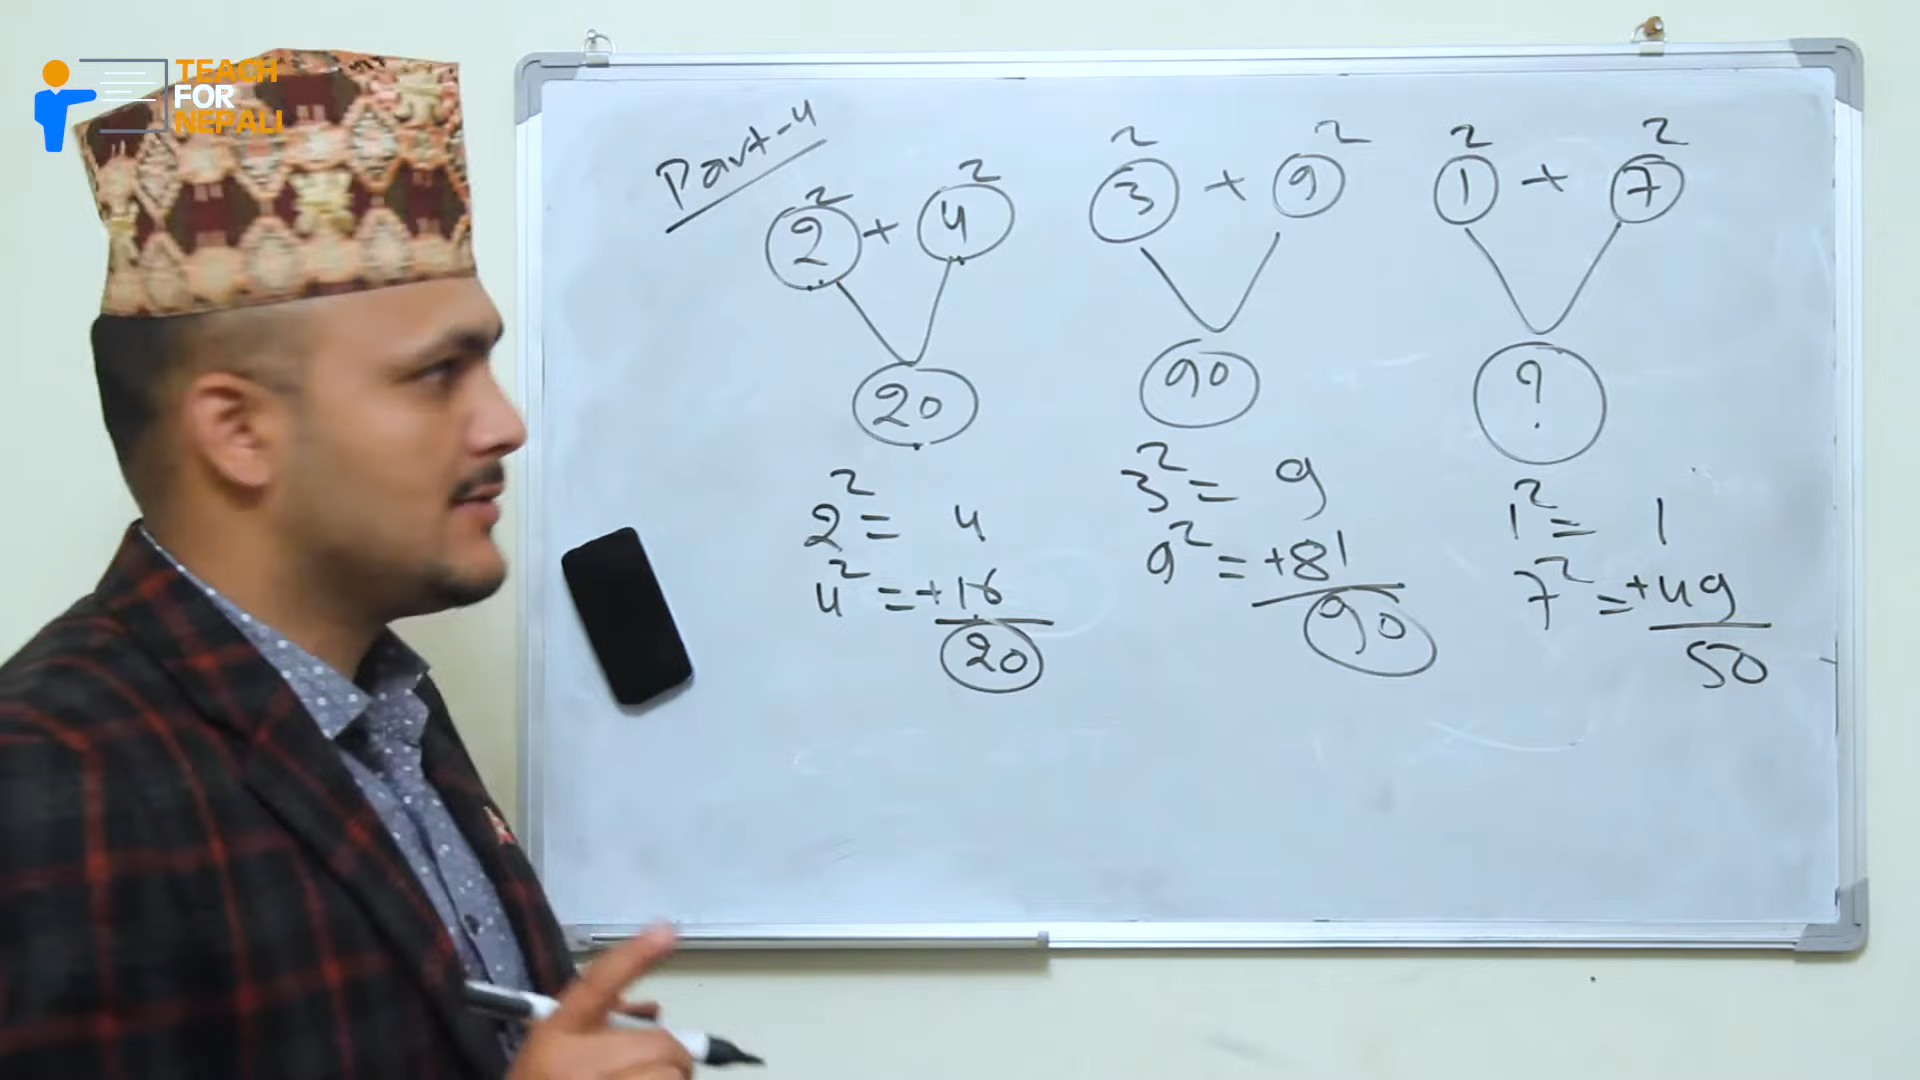 TEACH
FOR
NEPALI
Part-4
2² + 4²
20
2² = 4
4² = +16
20
3² + 9²
90
3² = 9
9² = +81
90
1² + 7²
?
1² = 1
7² = +49
50